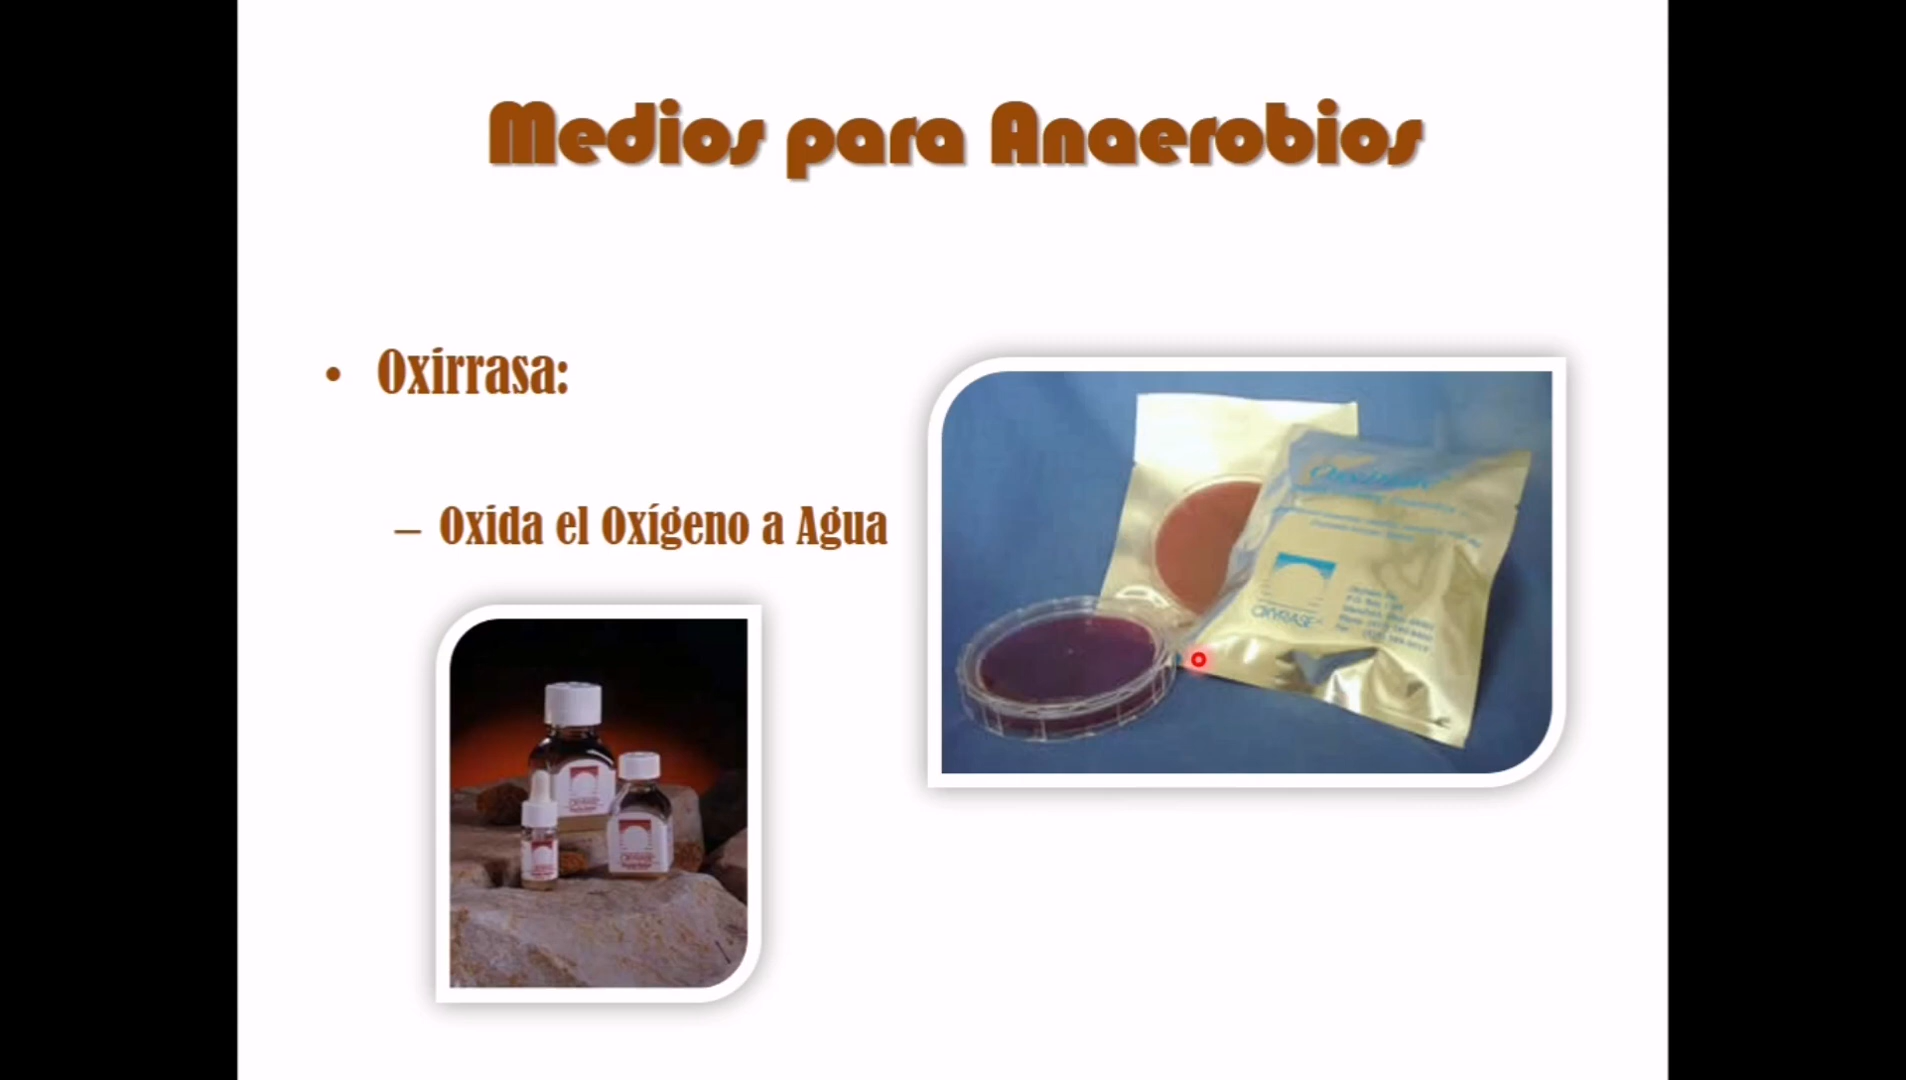 Medios para Anaerobios
• Oxirrasa:
– Oxida el Oxígeno a Agua
OXYRASE